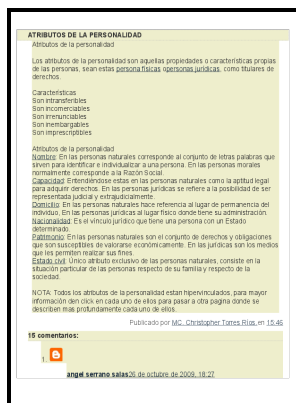 ATRIBUTOS DE LA PERSONALIDAD
Atributos de la personalidad
Los atributos de la personalidad son aquellas propiedades o características propias
de las personas, sean estas persona físicas opersonas jurídicas, como titulares de
derechos.
Características
Son intransferibles
Son incomerciables
Son irrenunciables
Son inembargables
Son imprescriptibles
Atributos de la personalidad
Nombre: En las personas naturales corresponde al conjunto de letras palabras que
sirven para identificar e individualizar a una persona. En las personas morales
normalmente corresponde a la Razón Social.
Capacidad: Entendiéndose estas en las personas naturales como la aptitud legal
para adquirir derechos. En las personas jurídicas se refiere a la posibilidad de ser
representada judicial y extrajudicialmente.
Domicilio: En las personas naturales hace referencia al lugar de permanencia del
individuo, En las personas jurídicas al lugar físico donde tiene su administración.
Nacionalidad: Es el vínculo jurídico que tiene una persona con un Estado
determinado.
Patrimonio: En las personas naturales son el conjunto de derechos y obligaciones
que son susceptibles de valorarse económicamente. En las jurídicas son los medios
que les permiten realizar sus fines.
Estado civil: Único atributo exclusivo de las personas naturales, consiste en la
situación particular de las personas respecto de su familia y respecto de la
sociedad.
NOTA: Todos los atributos de la personalidad estan hipervinculados, para mayor
información den click en cada uno de ellos para pasar a otra pagina donde se
describen mas profundamente cada uno de ellos.
Publicado por MC. Christopher Torres Ríos en 15:46
15 comentarios:
1.
angel serrano salas26 de octubre de 2009, 18:27